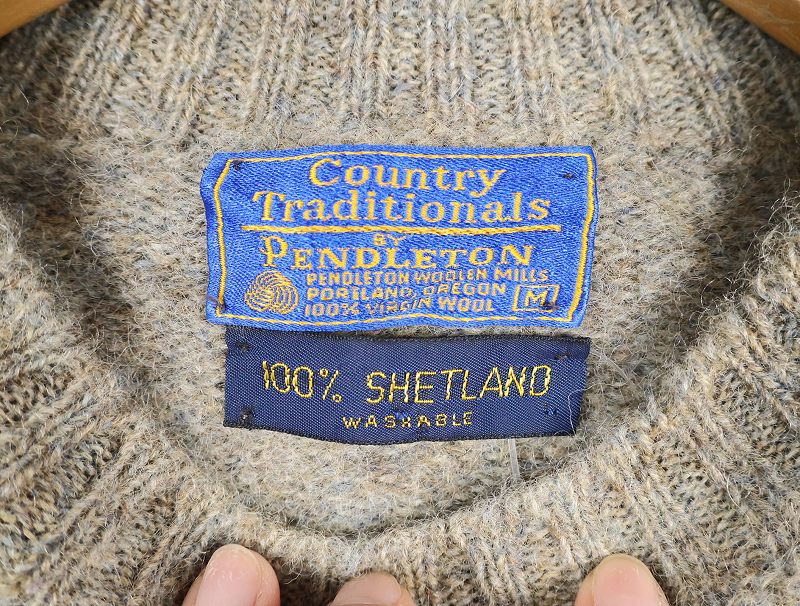 Country
Traditionals
BY
PENDLETON
PENDLETON WOOLEN MILLS
PORTLAND, OREGON
100% VIRGIN WOOL
M
100% SHETLAND
WASHABLE